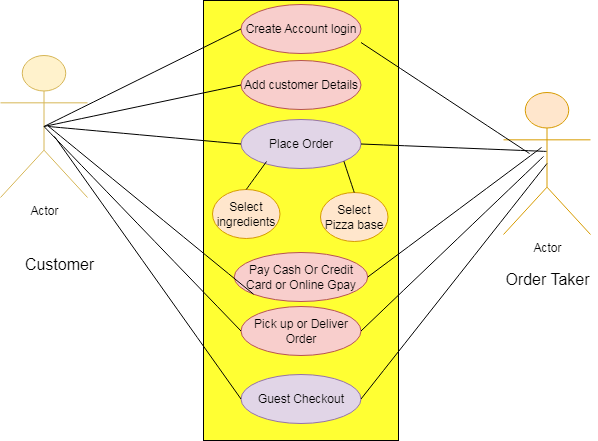 Create Account login
Add customer Details
Place Order
Select
ingredients
Select
Pizza base
Actor
Customer
Actor
Order Taker
Pay Cash Or Credit
Card or Online Gpay
Pick up or Deliver
Order
Guest Checkout